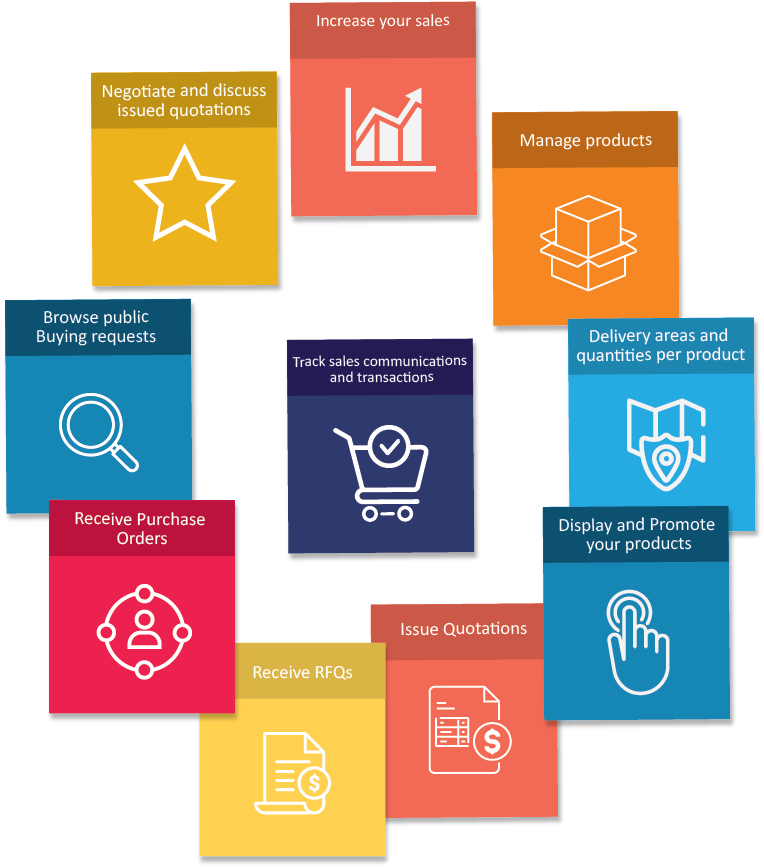 Increase your sales
Negotiate and discuss
issued quotations
Manage products
Browse public
Buying requests
Track sales communications
and transactions
Delivery areas and
quantities per product
Receive Purchase
Orders
Display and Promote
your products
Issue Quotations
Receive RFQs
$
$